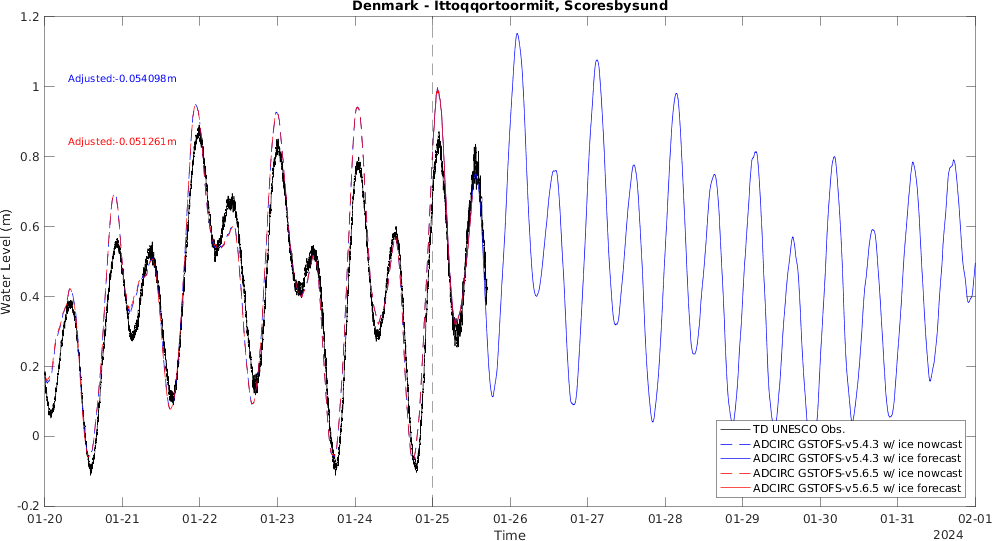 Denmark - Ittoqqortoormiit, Scoresbysund
1.2
1
0.8
0.6
0.4
0.2
0
-0.2
Water Level (m)
Adjusted:-0.054098m
Adjusted:-0.051261m
TD UNESCO Obs.
ADCIRC GSTOFS-v5.4.3 w/ ice nowcast
ADCIRC GSTOFS-v5.4.3 w/ ice forecast
ADCIRC GSTOFS-v5.6.5 w/ ice nowcast
ADCIRC GSTOFS-v5.6.5 w/ ice forecast
01-20 01-21 01-22 01-23 01-24 01-25 01-26 01-27 01-28 01-29 01-30 01-31 02-01
Time
2024